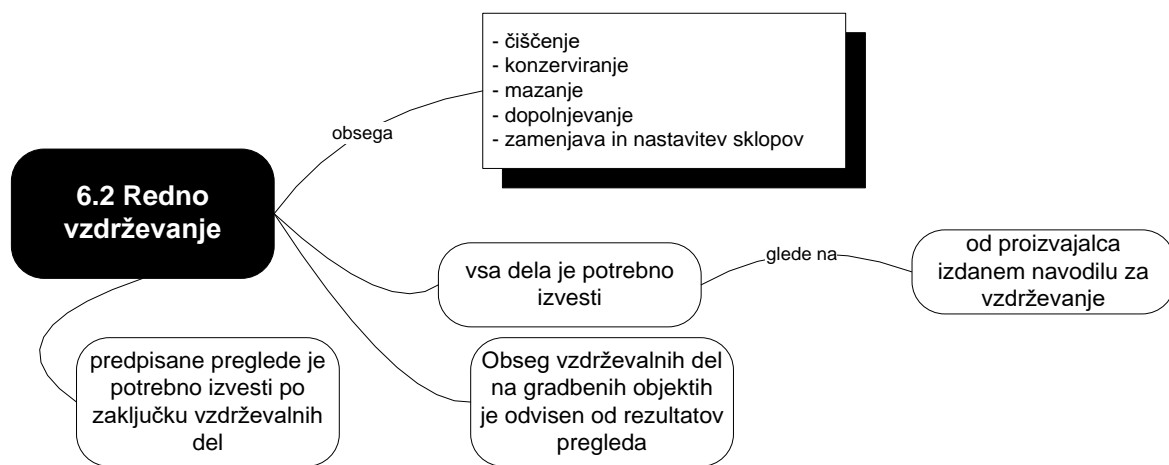 - čiščenje
- konzerviranje
- mazanje
- dopolnjevanje
- zamenjava in nastavitev sklopov
obsega
6.2 Redno
vzdrževanje
vsa dela je potrebno
izvesti
glede na
od proizvajalca
izdanem navodilu za
vzdrževanje
predpisane preglede je
potrebno izvesti po
zaključku vzdrževalnih
del
Obseg vzdrževalnih del
na gradbenih objektih
je odvisen od rezultatov
pregleda